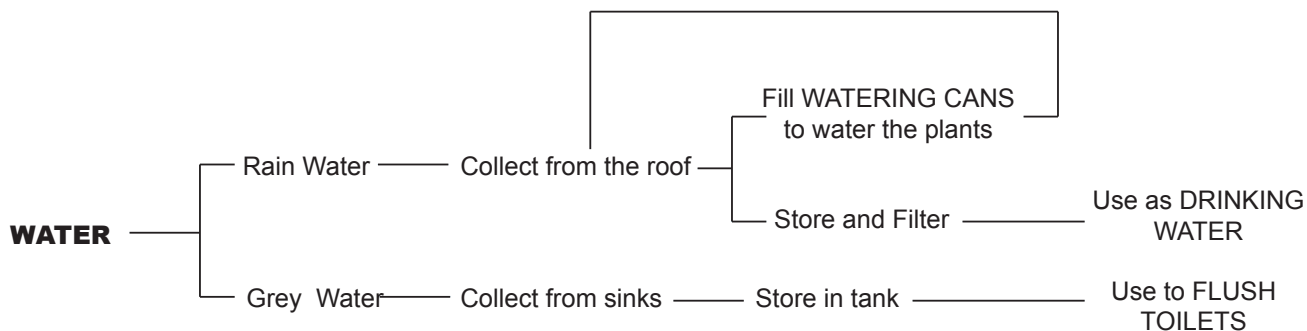 Fill WATERING CANS
to water the plants
Rain Water
Collect from the roof
Store and Filter
Use as DRINKING
WATER
WATER
Grey Water
Collect from sinks
Store in tank
Use to FLUSH
TOILETS